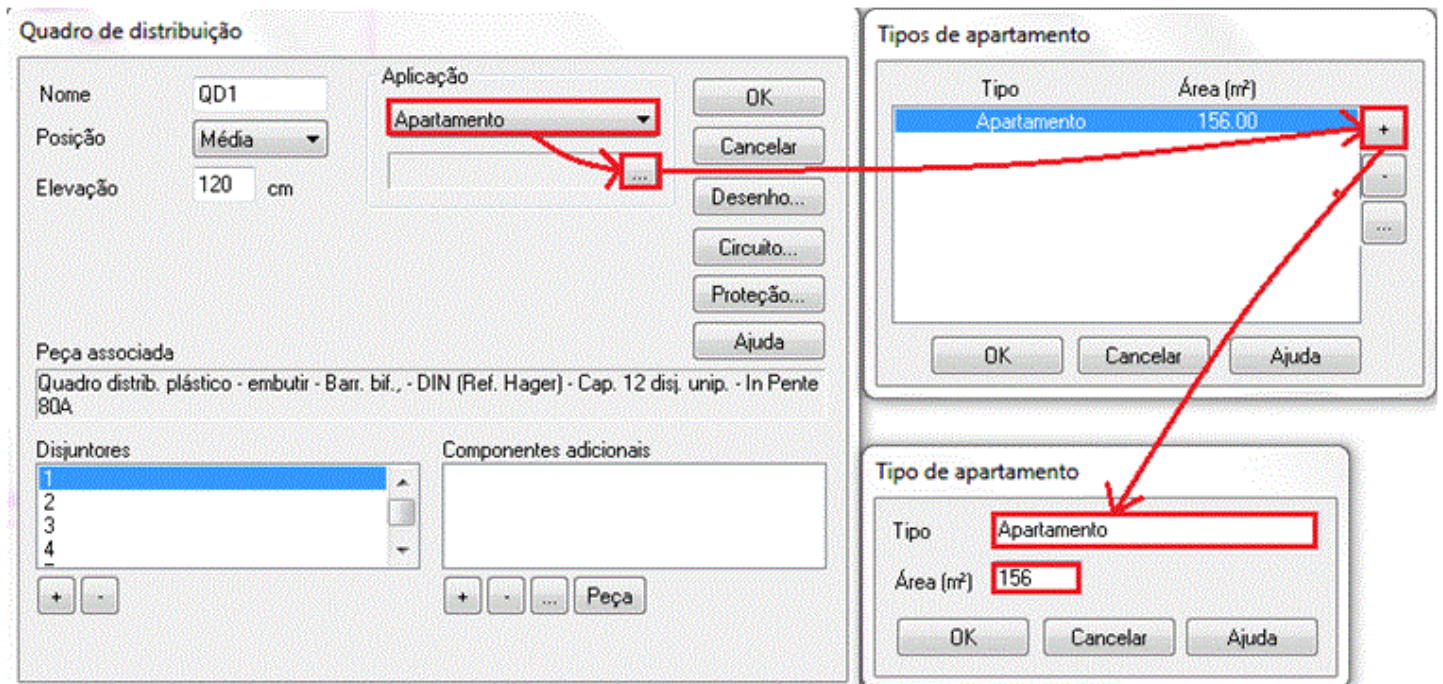 Quadro de distribuição
Nome QD1
Posição Média
Elevação 120 cm
Aplicação
Apartamento
...
OK
Cancelar
Desenho...
Circuito...
Proteção...
Ajuda
Peça associada
Quadro distrib. plástico - embutir - Barr. bif., - DIN (Ref. Hager) - Cap. 12 disj. unip. - In Pente
80A
Disjuntores
1
2
3
4
+ -
Componentes adicionais
+ - ... Peça
Tipos de apartamento
Tipo Área (m²)
Apartamento 156.00
+
-
...
OK Cancelar Ajuda
Tipo de apartamento
Tipo Apartamento
Área (m²) 156
OK Cancelar Ajuda